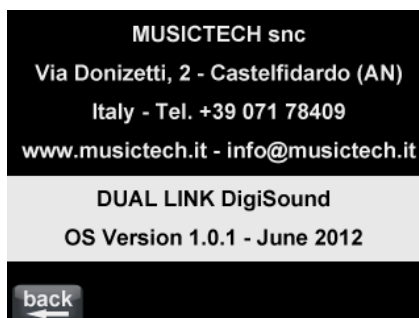 MUSICTECH snc
Via Donizetti, 2 - Castelfidardo (AN)
Italy - Tel. +39 071 78409
www.musictech.it - info@musictech.it
DUAL LINK DigiSound
OS Version 1.0.1 - June 2012
back